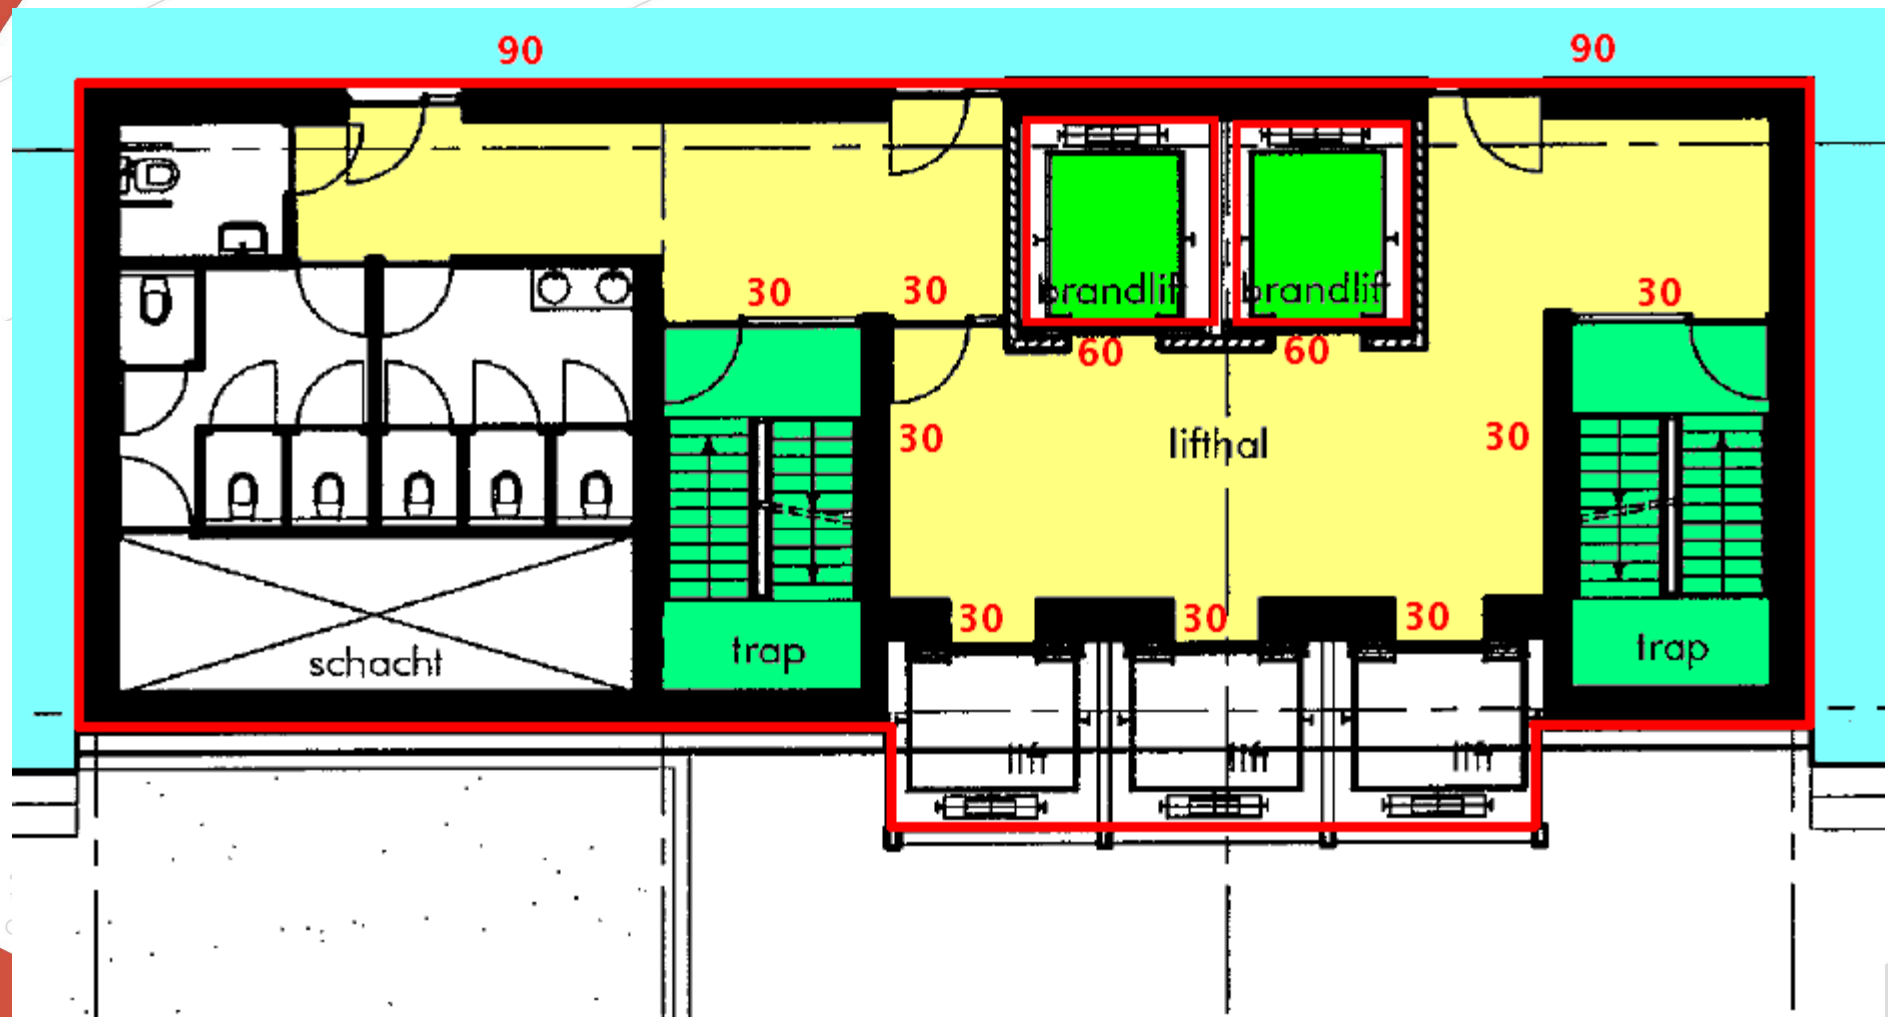 90 90
brandlift brandlift
30 30 30
60 60
30 lifthal 30
30 30 30
schacht trap trap
lift lift lift